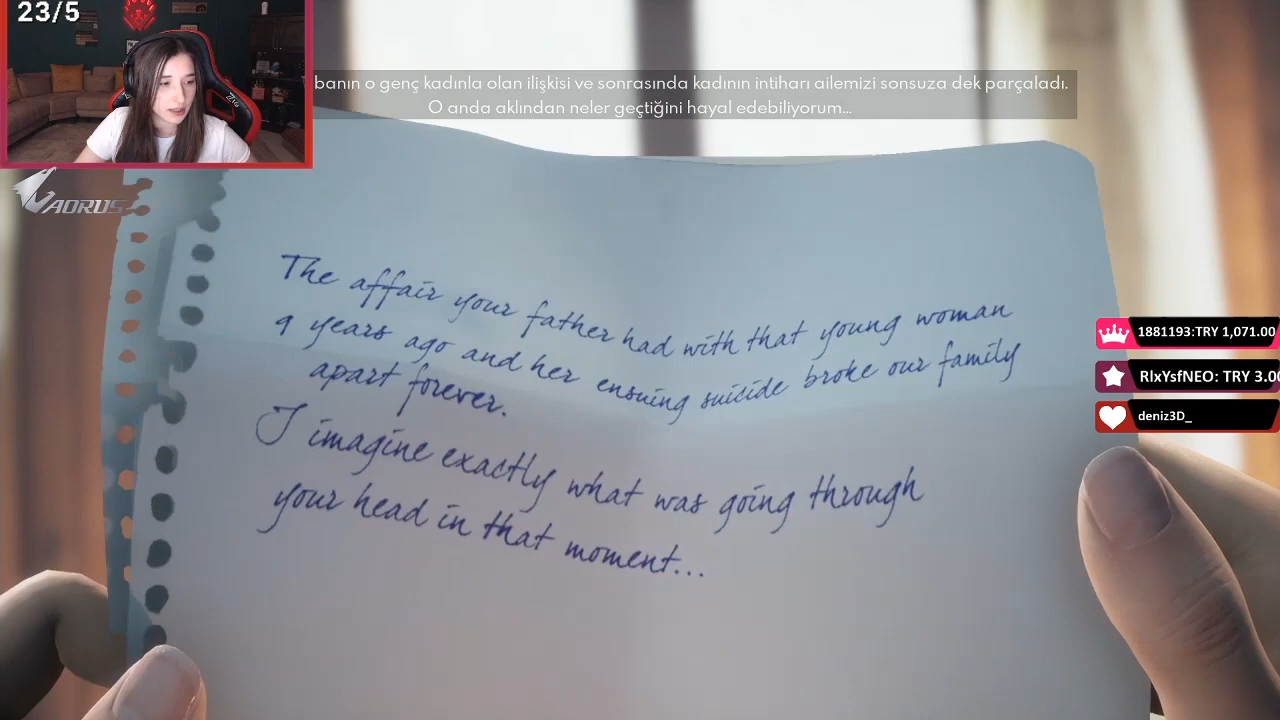 23/5
banın o genç kadınla olan ilişkisi ve sonrasında kadının intiharı ailemizi sonsuza dek parçaladı.
O anda aklından neler geçtiğini hayal edebiliyorum...
AORUS
The affair your father had with that young woman
9 years ago and her ensuing suicide broke our family
apart forever.
I imagine exactly what was going through
your head in that moment...
1881193:TRY 1,071.00
RlxYsfNEO: TRY 3.00
deniz3D_